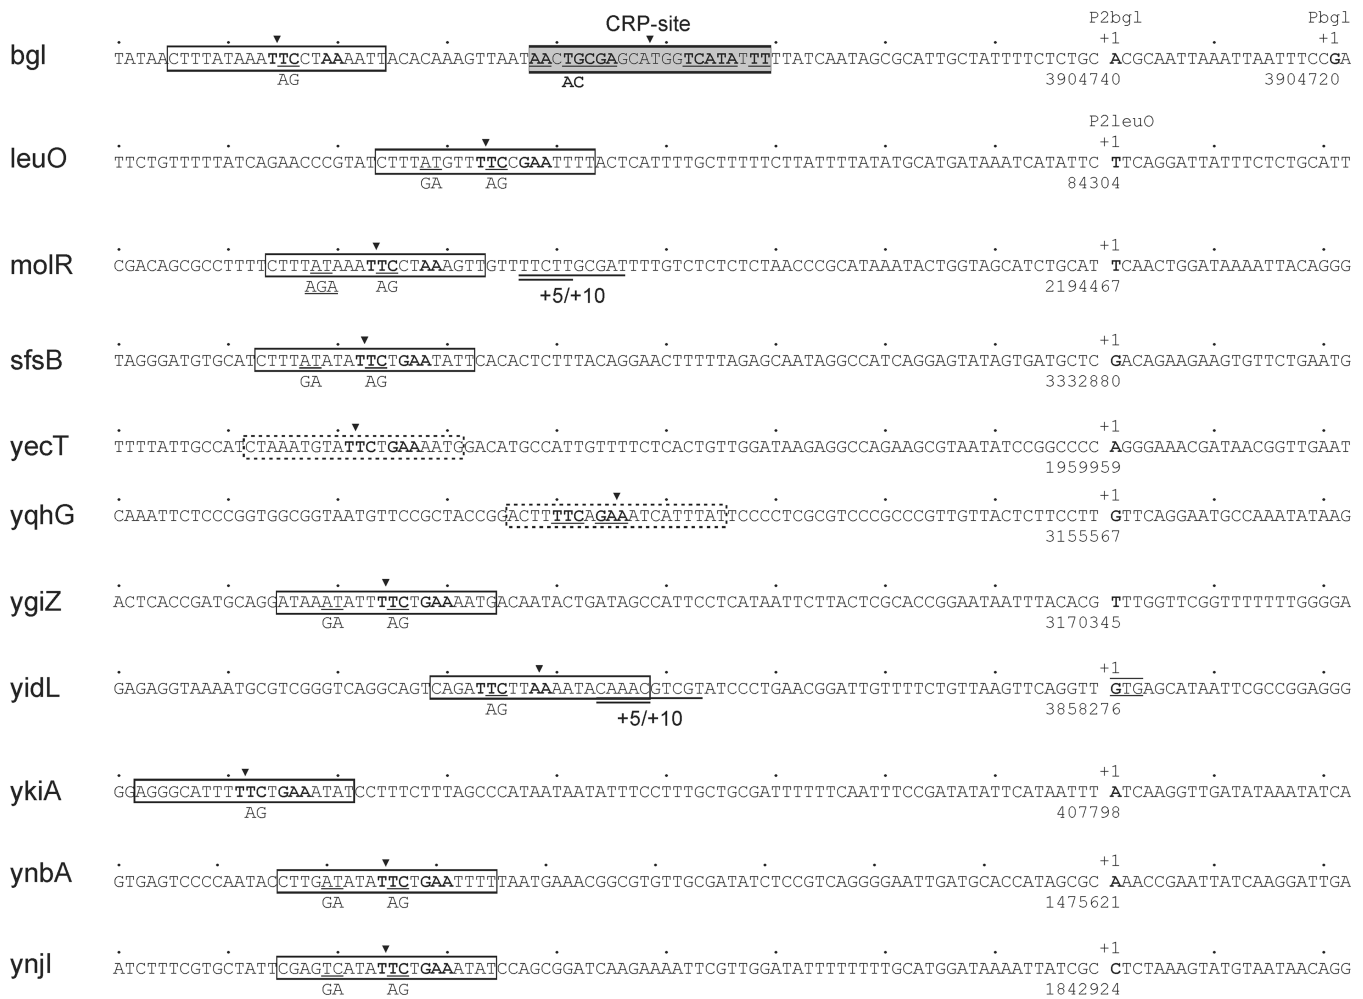 CRP-site P2bgl Pbgl
+1 +1
bgl TATAACTTTATAAATTCCTAAAATTACACAAAGTTAATAACTGCGAGCATGGTCATATTTTTATCAATAGCGCATTGCTATTTTCTCTGC ACGCAATTAAATTAATTTCCGA
AG AC 3904740 3904720
P2leuO
+1
leuO TTCTGTTTTTATCAGAACCCGTATCTTTATGTTTTTCCGAATTTTACTCATTTTGCTTTTTCTTATTTTATATGCATGATAAATCATATTC TTCAGGATTATTTCTCTGCATT
GA AG 84304
+1
molR CGACAGCGCCTTTTCTTTATAAATTCCTAAAGTTGTTTTCTTGCGATTTTGTCTCTCTCTAACCCGCATAAATACTGGTAGCATCTGCAT TCAACTGGATAAAATTACAGGG
AGA AG +5/+10 2194467
+1
sfsB TAGGGATGTGCATCTTTATATATTCTGAATATTCACACTCTTTACAGGAACTTTTTAGAGCAATAGGCCATCAGGAGTATAGTGATGCTC GACAGAAGAAGTGTTCTGAATG
GA AG 3332880
+1
yecT TTTTATTGCCATCTAAATGTATTCTGAAAATGGACATGCCATTGTTTTCTCACTGTTGGATAAGAGGCCAGAAGCGTAATATCCGGCCCC AGGGAAACGATAACGGTTGAAT
1959959
+1
yqhG CAAATTCTCCCGGTGGCGGTAATGTTCCGCTACCGGACTTTTTCAGAAATCATTTATTCCCCTCGCGTCCCGCCCGTTGTTACTCTTCCTT GTTCAGGAATGCCAAATATAAG
3155567
+1
ygiZ ACTCACCGATGCAGGATAAATATTTTTCTGAAAATGACAATACTGATAGCCATTCCTCATAATTCTTACTCGCACCGGAATAATTTACACG TTTGGTTCGGTTTTTTTGGGGA
GA AG 3170345
+1
yidL GAGAGGTAAAATGCGTCGGGTCAGGCAGTCAGATTCTTAAAATACAAACGTCGTATCCCTGAACGGATTGTTTTCTGTTAAGTTCAGGTT GTGAGCATAATTCGCCGGAGGG
AG +5/+10 3858276
+1
ykiA GGAGGGCATTTTTCTGAAATATCCTTTCTTTAGCCCATAATAATATTTCCTTTGCTGCGATTTTTTCAATTTCCGATATATTCATAATTT ATCAAGGTTGATATAAATATCA
AG 407798
+1
ynbA GTGAGTCCCCAATACCTTGATATATTCTGAATTTTTAATGAAACGGCGTGTTGCGATATCTCCGTCAGGGGAATTGATGCACCATAGCGC AAACCGAATTATCAAGGATTGA
GA AG 1475621
+1
ynjI ATCTTTCGTGCTATTCGAGTCATATTCTGAAATATCCAGCGGATCAAGAAAATTCGTTGGATATTTTTTTTGCATGGATAAAATTATCGC CTCTAAAGTATGTAATAACAGG
GA AG 1842924